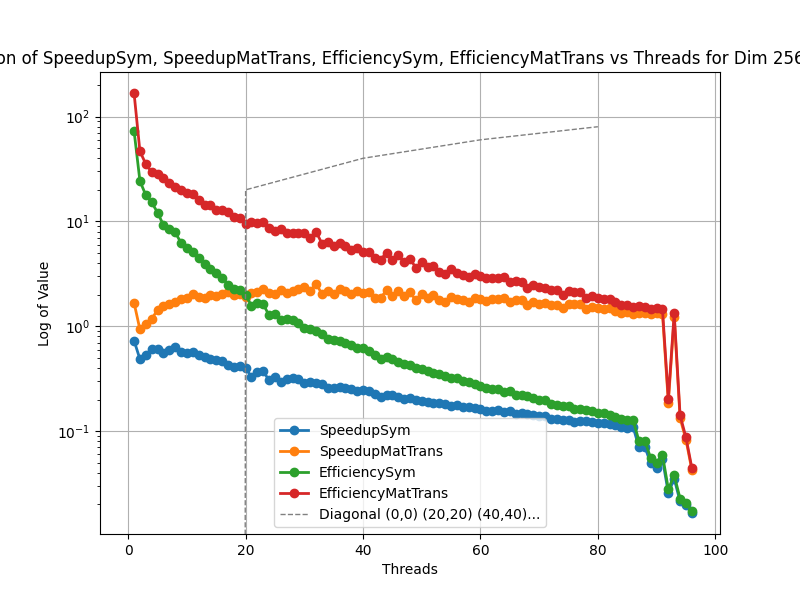 on of SpeedupSym, SpeedupMatTrans, EfficiencySym, EfficiencyMatTrans vs Threads for Dim 256
Log of Value
10²
10¹
10⁰
10⁻¹
SpeedupSym
SpeedupMatTrans
EfficiencySym
EfficiencyMatTrans
Diagonal (0,0) (20,20) (40,40)...
0 20 40 60 80 100
Threads